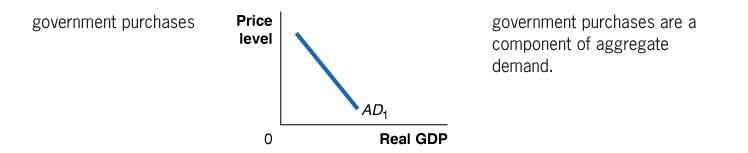 government purchases
Price
level
AD1
0
Real GDP
government purchases are a
component of aggregate
demand.